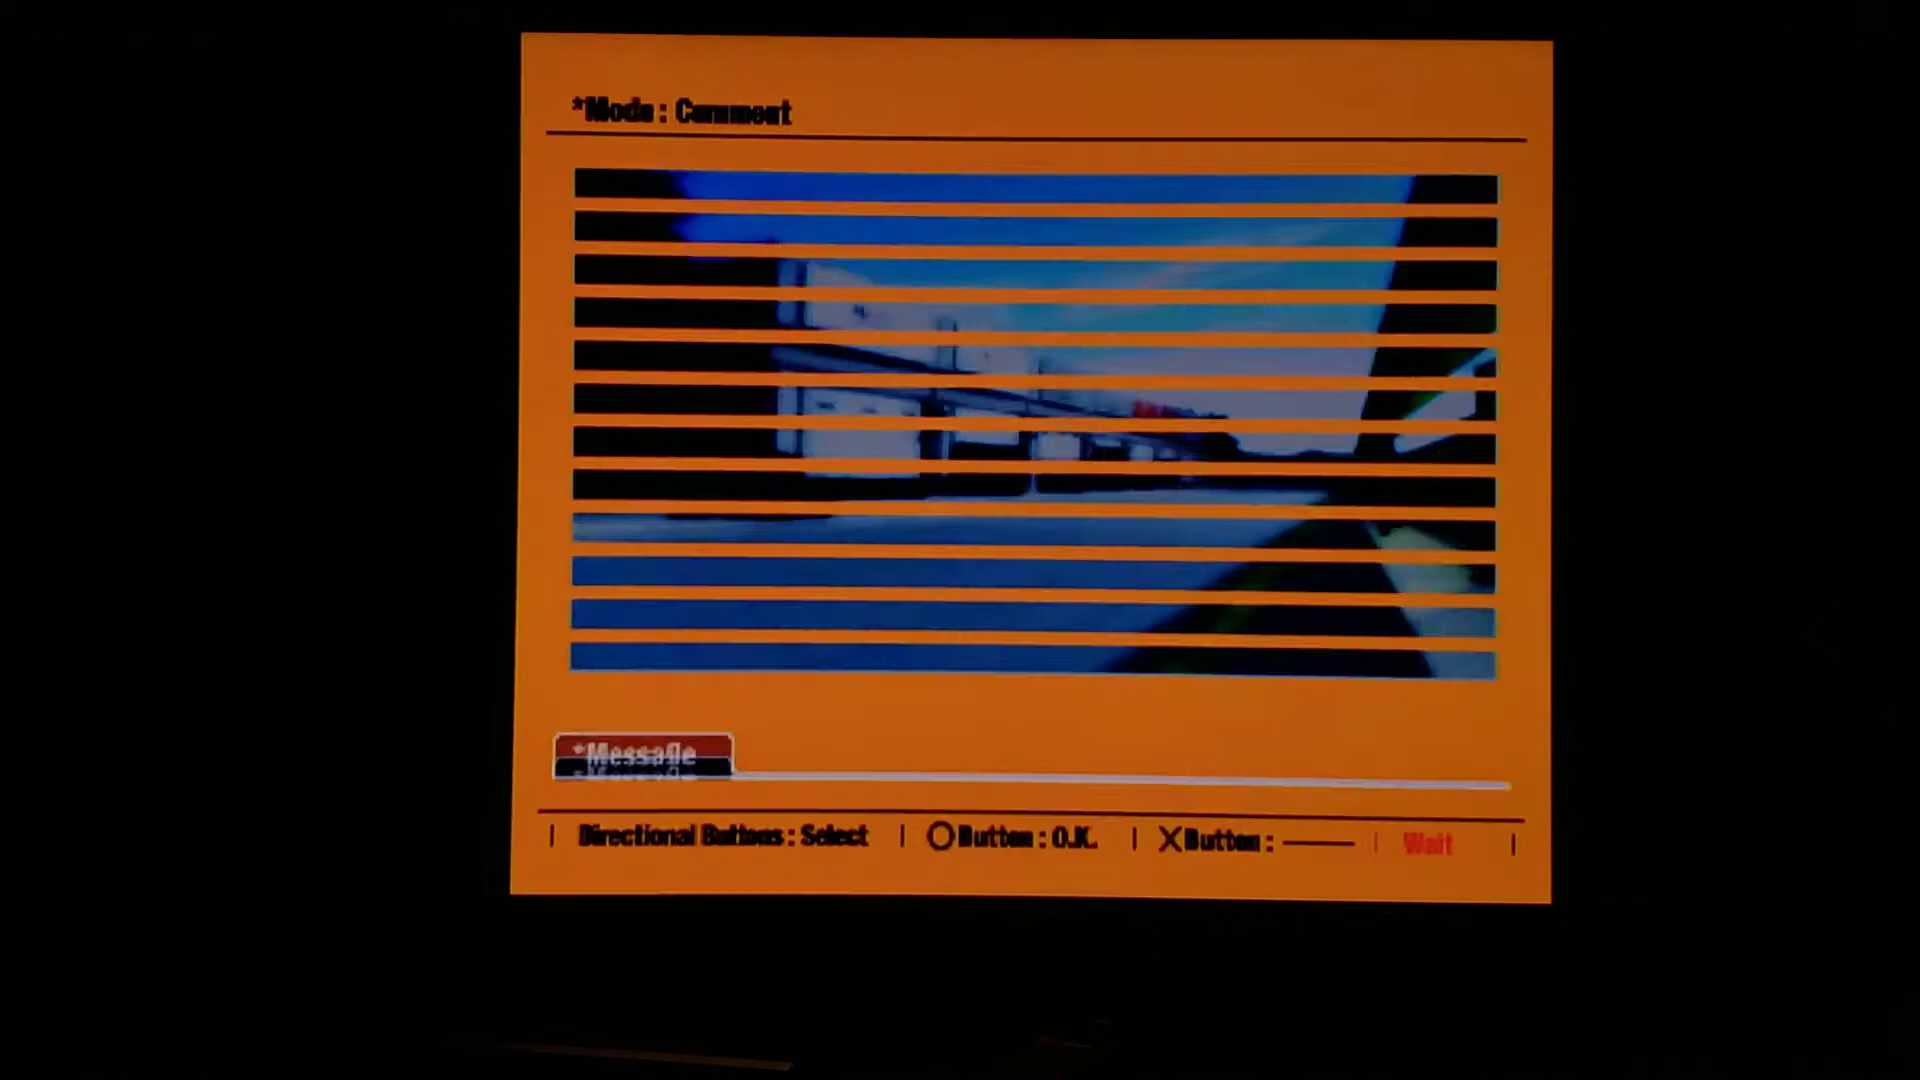 *Mode : Comment
*Message
Directional Buttons : Select | ○Button : O.K. | ✕Button : —— | Wait |